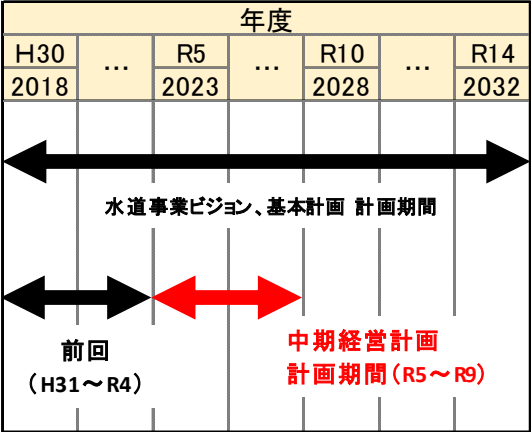 年度
H30 … R5 … R10 … R14
2018 2023 2028 2032
水道事業ビジョン、基本計画 計画期間
前回
（H31～R4）
中期経営計画
計画期間（R5～R9）